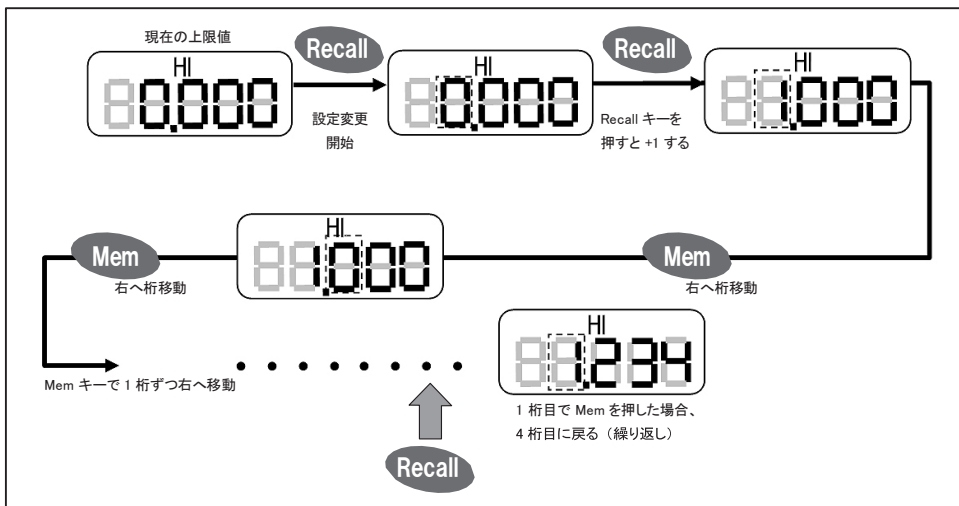 現在の上限値
HI
0.000
Recall
設定変更
開始
HI
0.000
Recall
Recall キーを
押すと +1 する
HI
1.000
Mem
右へ桁移動
HI
1.000
Mem
右へ桁移動
Mem キーで 1 桁ずつ右へ移動
Recall
HI
1.234
1 桁目で Mem を押した場合、
4 桁目に戻る（繰り返し）